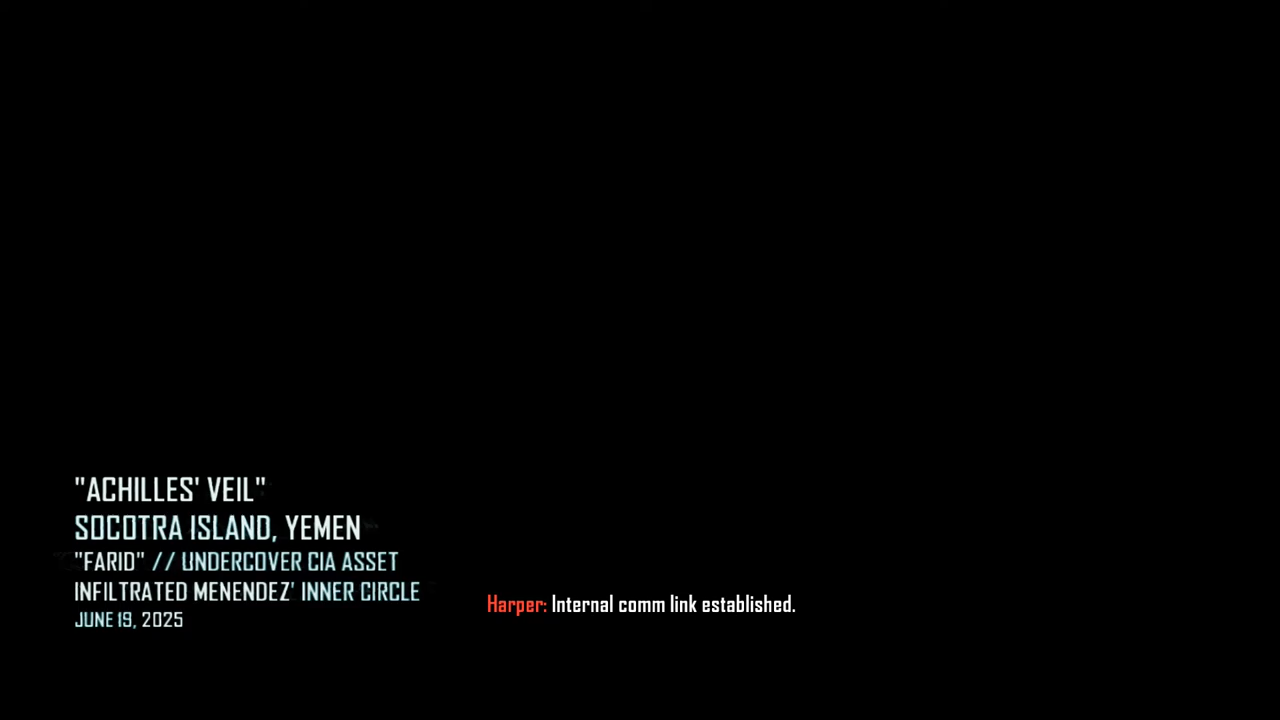 "ACHILLES' VEIL"
SOCOTRA ISLAND, YEMEN
"FARID" // UNDERCOVER CIA ASSET
INFILTRATED MENENDEZ' INNER CIRCLE
JUNE 19, 2025
Harper: Internal comm link established.